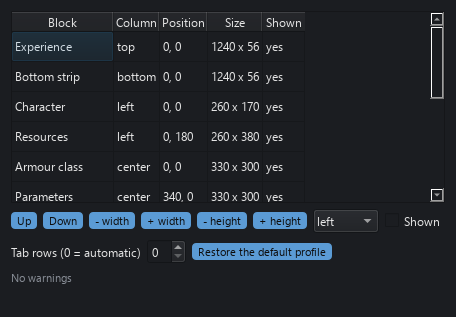 Block Column Position Size Shown
Experience top 0, 0 1240 x 56 yes
Bottom strip bottom 0, 0 1240 x 56 yes
Character left 0, 0 260 x 170 yes
Resources left 0, 180 260 x 380 yes
Armour class center 0, 0 330 x 300 yes
Parameters center 340, 0 330 x 300 yes
Up Down - width + width - height + height left Shown
Tab rows (0 = automatic) 0 Restore the default profile
No warnings